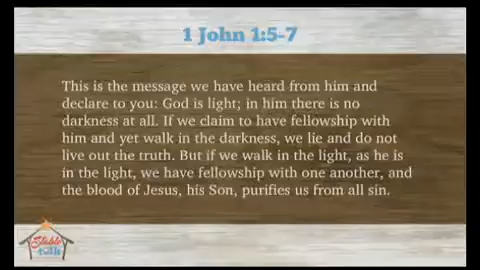 1 John 1:5-7
This is the message we have heard from him and
declare to you: God is light; in him there is no
darkness at all. If we claim to have fellowship with
him and yet walk in the darkness, we lie and do not
live out the truth. But if we walk in the light, as he is
in the light, we have fellowship with one another, and
the blood of Jesus, his Son, purifies us from all sin.
Stable